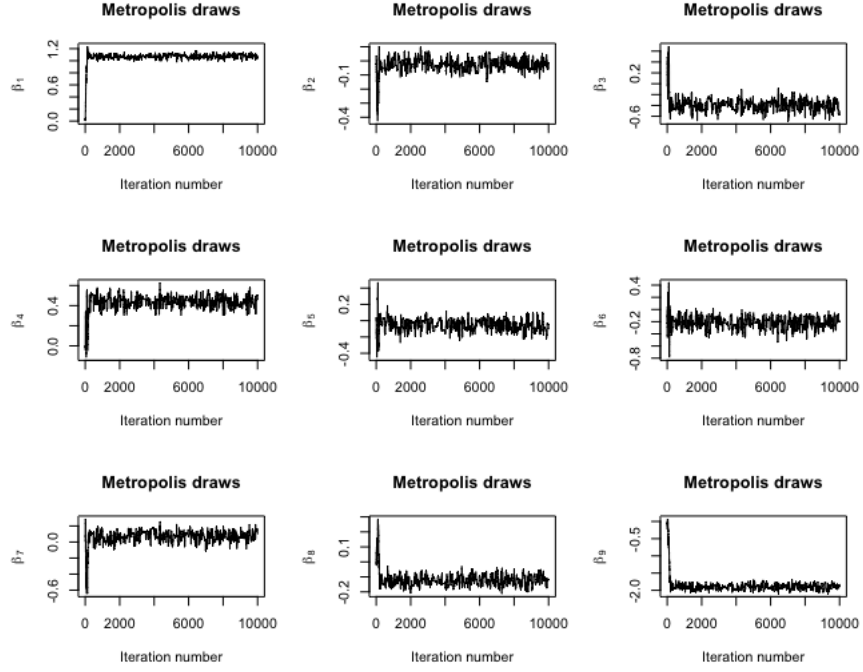 Metropolis draws Metropolis draws Metropolis draws
β1 0.0 0.6 1.2 β2 -0.4 -0.1 β3 -0.6 0.2
0 2000 6000 10000 0 2000 6000 10000 0 2000 6000 10000
Iteration number Iteration number Iteration number
Metropolis draws Metropolis draws Metropolis draws
β4 0.0 0.4 β5 -0.4 0.2 β6 -0.8 -0.2 0.4
0 2000 6000 10000 0 2000 6000 10000 0 2000 6000 10000
Iteration number Iteration number Iteration number
Metropolis draws Metropolis draws Metropolis draws
β7 -0.6 0.0 β8 -0.2 0.1 β9 -2.0 -0.5
0 2000 6000 10000 0 2000 6000 10000 0 2000 6000 10000
Iteration number Iteration number Iteration number